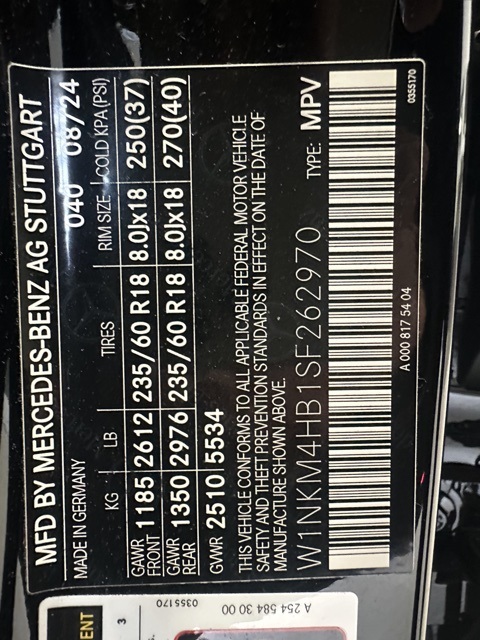 MFD BY MERCEDES-BENZ AG STUTTGART
MADE IN GERMANY 040 08/24
KG LB TIRES RIM SIZE COLD KPA (PSI)
GAWR FRONT 1185 2612 235/60 R18 8.0Jx18 250(37)
GAWR REAR 1350 2976 235/60 R18 8.0Jx18 270(40)
GVWR 2510 5534
THIS VEHICLE CONFORMS TO ALL APPLICABLE FEDERAL MOTOR VEHICLE
SAFETY AND THEFT PREVENTION STANDARDS IN EFFECT ON THE DATE OF
MANUFACTURE SHOWN ABOVE.
W1NKM4HB1SF262970 TYPE: MPV
A 000 817 54 04 0355170
A 254 584 30 00
0355170
3